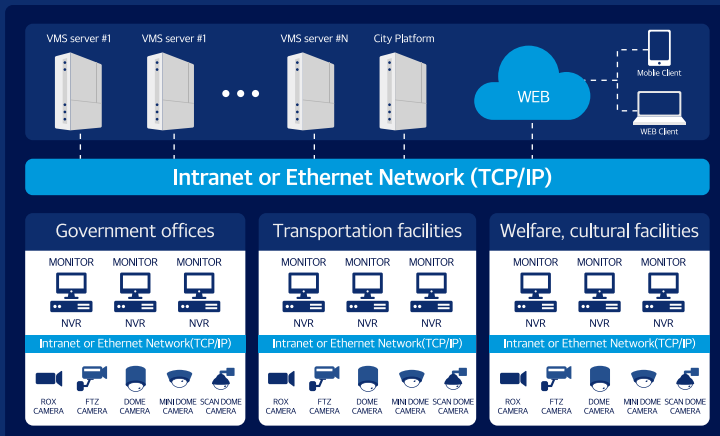 VMS server #1
VMS server #1
VMS server #N
City Platform
WEB
Moblie Client
WEB Client
Intranet or Ethernet Network (TCP/IP)
Government offices
MONITOR MONITOR MONITOR
NVR NVR NVR
Intranet or Ethernet Network(TCP/IP)
ROX CAMERA
FTZ CAMERA
DOME CAMERA
MINI DOME CAMERA
SCAN DOME CAMERA
Transportation facilities
MONITOR MONITOR MONITOR
NVR NVR NVR
Intranet or Ethernet Network(TCP/IP)
ROX CAMERA
FTZ CAMERA
DOME CAMERA
MINI DOME CAMERA
SCAN DOME CAMERA
Welfare, cultural facilities
MONITOR MONITOR MONITOR
NVR NVR NVR
Intranet or Ethernet Network(TCP/IP)
ROX CAMERA
FTZ CAMERA
DOME CAMERA
MINI DOME CAMERA
SCAN DOME CAMERA